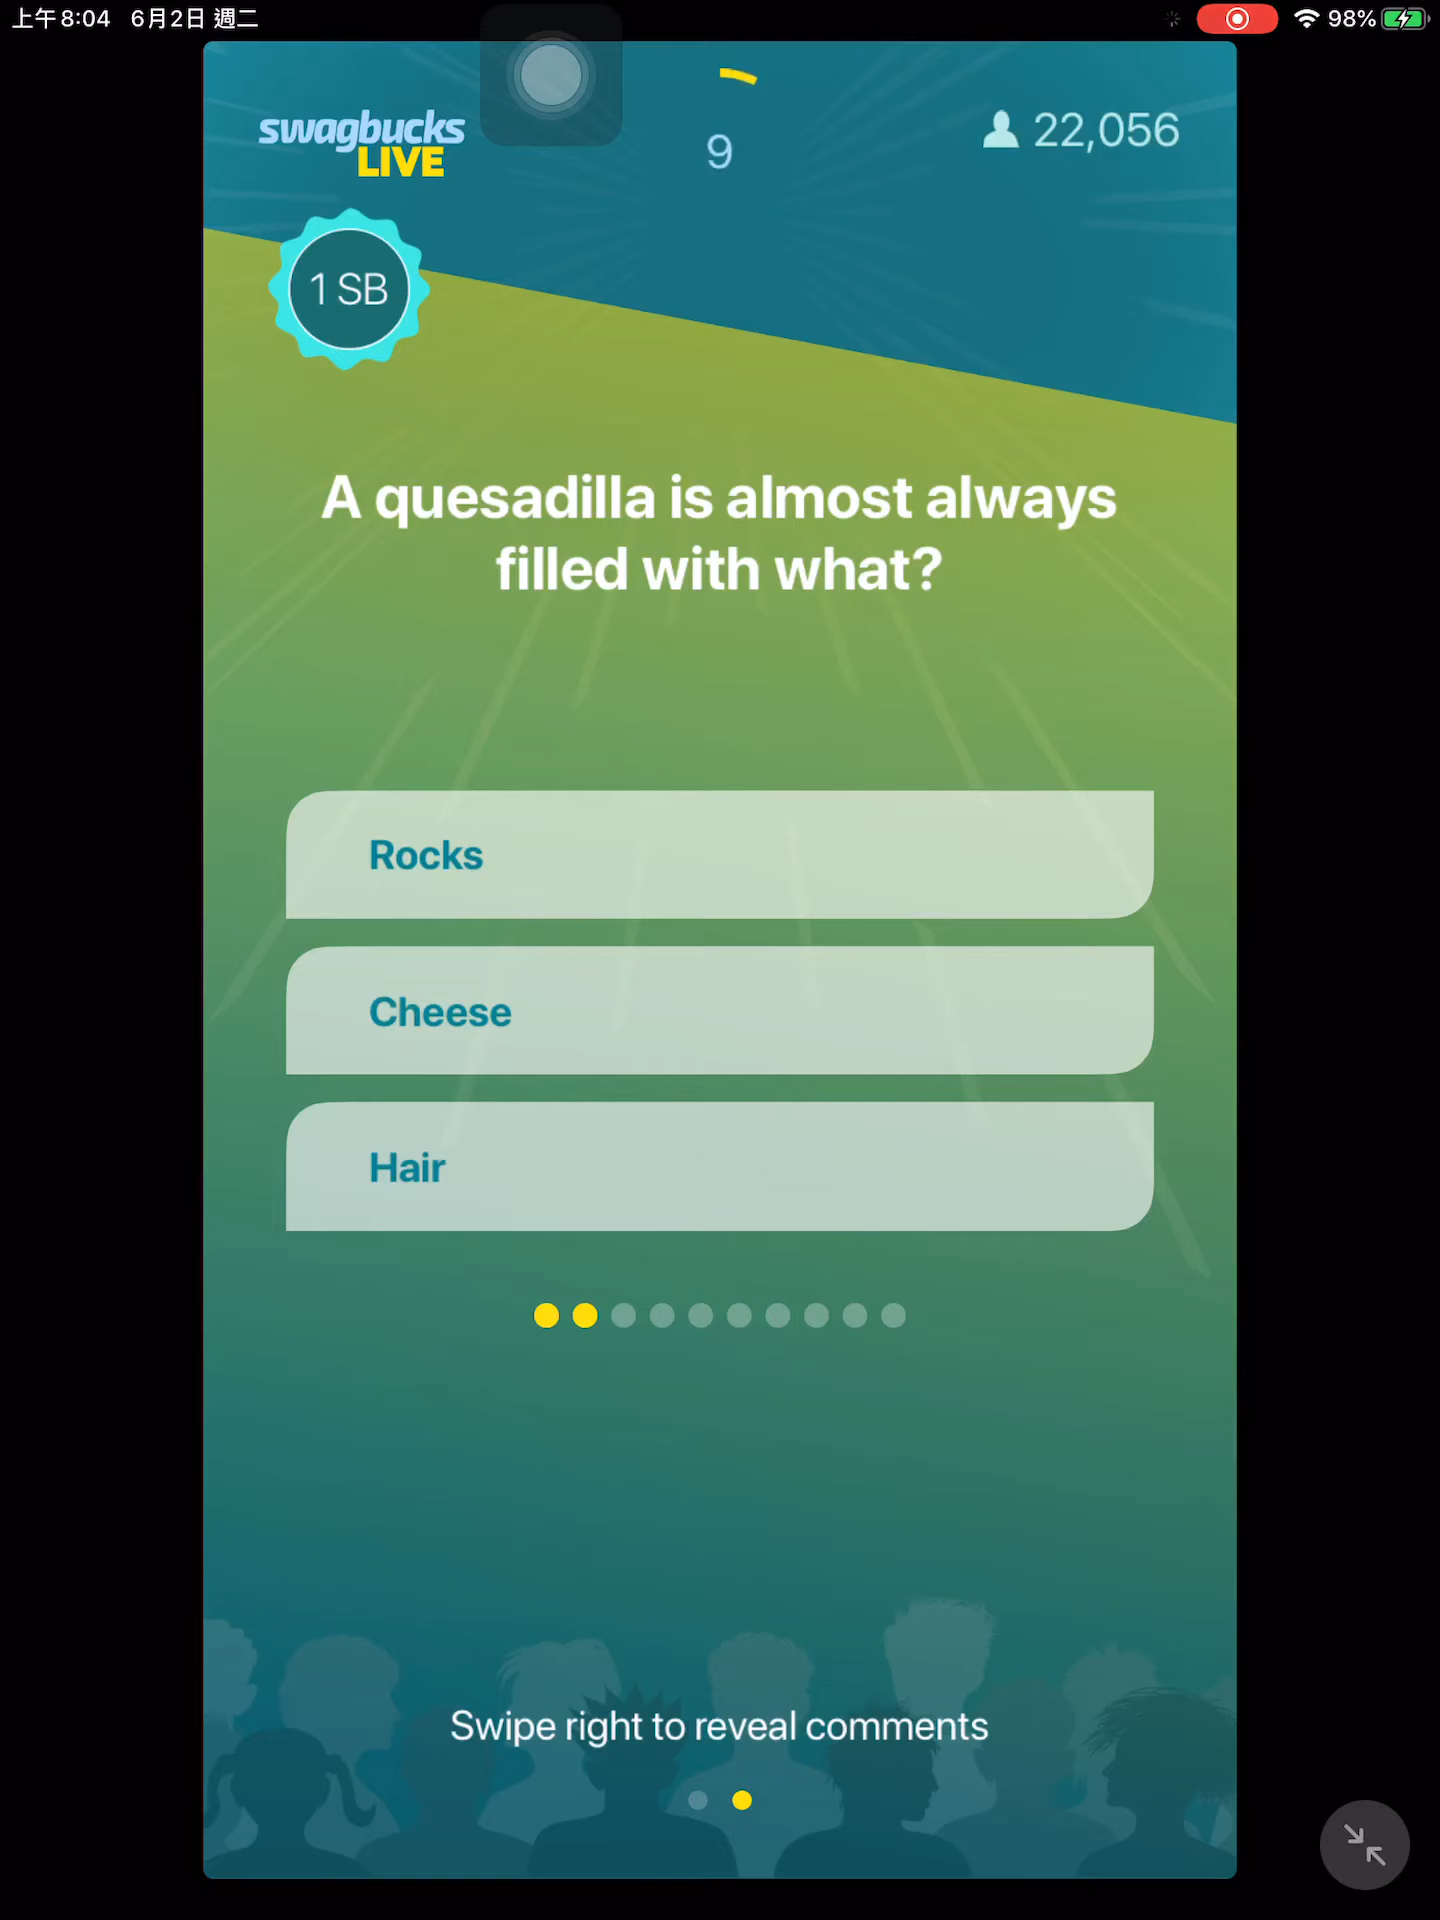 上午8:04 6月2日 週二
98%
swagbucks
LIVE
9
22,056
1 SB
A quesadilla is almost always
filled with what?
Rocks
Cheese
Hair
Swipe right to reveal comments